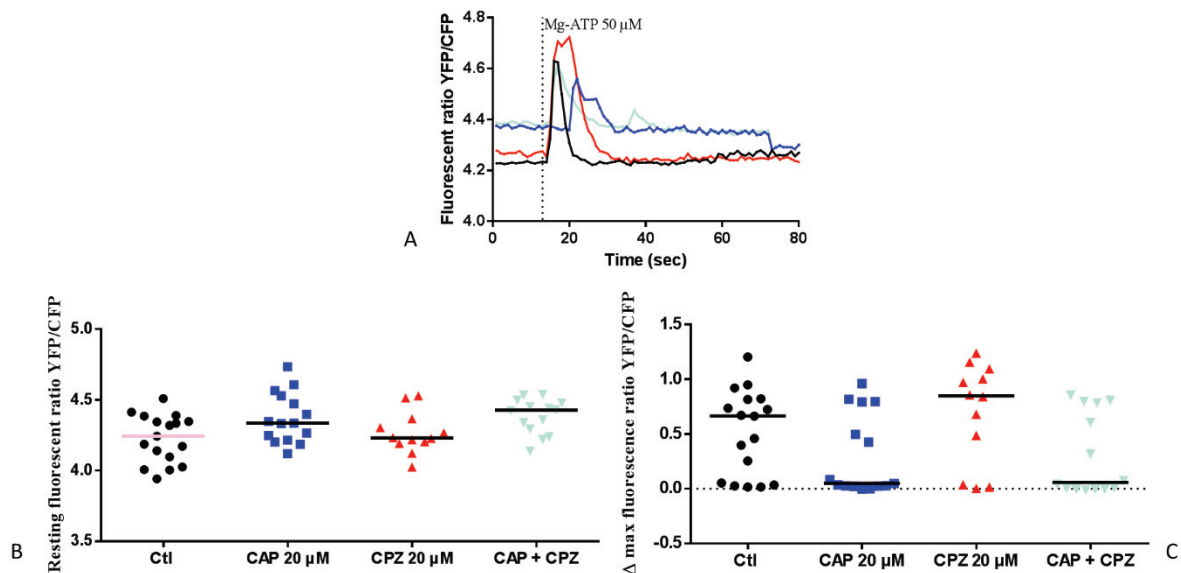 Fluorescent ratio YFP/CFP
4.8
4.6
4.4
4.2
4.0
Mg-ATP 50 µM
0
20
40
60
80
Time (sec)
A
Resting fluorescent ratio YFP/CFP
5.0
4.5
4.0
3.5
Ctl
CAP 20 µM
CPZ 20 µM
CAP + CPZ
B
Δ max fluorescence ratio YFP/CFP
1.5
1.0
0.5
0.0
-0.5
Ctl
CAP 20 µM
CPZ 20 µM
CAP + CPZ
C